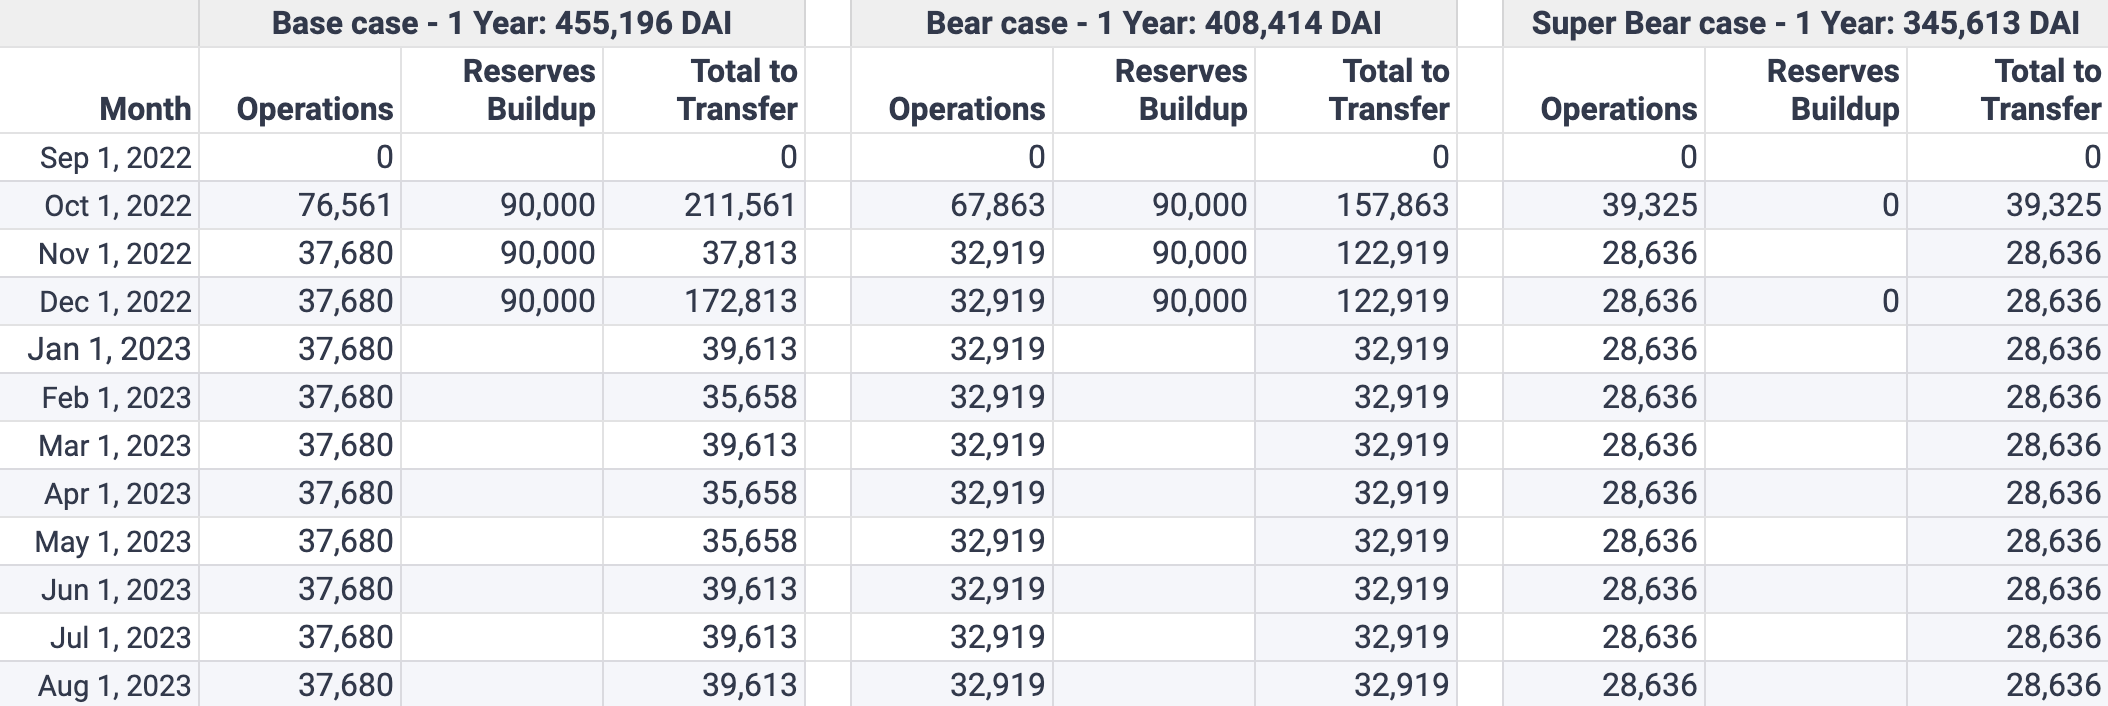 Base case - 1 Year: 455,196 DAI Bear case - 1 Year: 408,414 DAI Super Bear case - 1 Year: 345,613 DAI
Reserves Total to Reserves Total to Reserves Total to
Month Operations Buildup Transfer Operations Buildup Transfer Operations Buildup Transfer
Sep 1, 2022 0 0 0 0 0 0
Oct 1, 2022 76,561 90,000 211,561 67,863 90,000 157,863 39,325 0 39,325
Nov 1, 2022 37,680 90,000 37,813 32,919 90,000 122,919 28,636 28,636
Dec 1, 2022 37,680 90,000 172,813 32,919 90,000 122,919 28,636 0 28,636
Jan 1, 2023 37,680 39,613 32,919 32,919 28,636 28,636
Feb 1, 2023 37,680 35,658 32,919 32,919 28,636 28,636
Mar 1, 2023 37,680 39,613 32,919 32,919 28,636 28,636
Apr 1, 2023 37,680 35,658 32,919 32,919 28,636 28,636
May 1, 2023 37,680 35,658 32,919 32,919 28,636 28,636
Jun 1, 2023 37,680 39,613 32,919 32,919 28,636 28,636
Jul 1, 2023 37,680 39,613 32,919 32,919 28,636 28,636
Aug 1, 2023 37,680 39,613 32,919 32,919 28,636 28,636